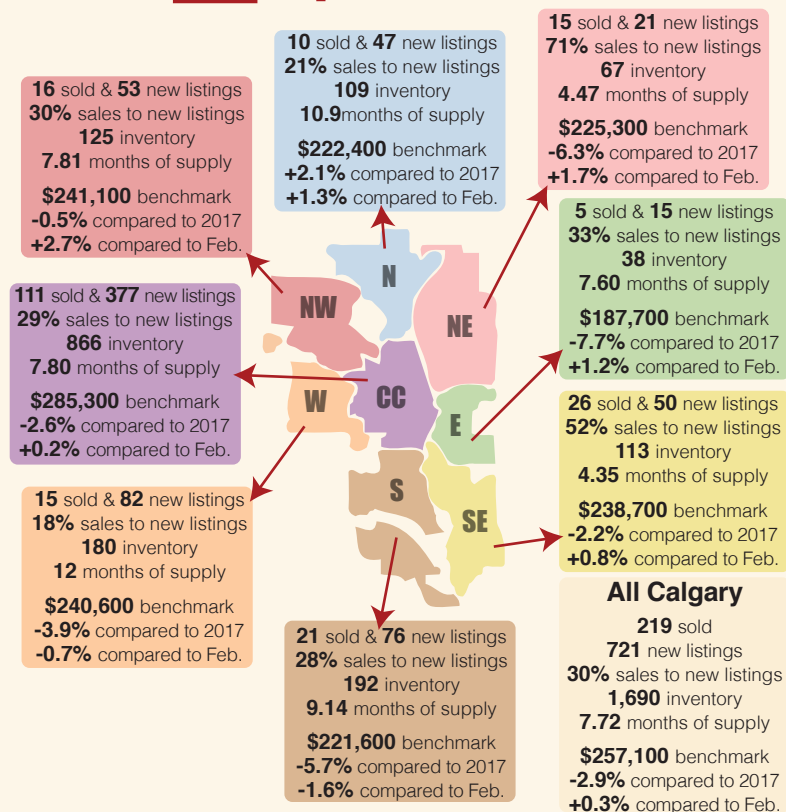 10 sold & 47 new listings
21% sales to new listings
109 inventory
10.9months of supply
$222,400 benchmark
+2.1% compared to 2017
+1.3% compared to Feb.
15 sold & 21 new listings
71% sales to new listings
67 inventory
4.47 months of supply
$225,300 benchmark
-6.3% compared to 2017
+1.7% compared to Feb.
16 sold & 53 new listings
30% sales to new listings
125 inventory
7.81 months of supply
$241,100 benchmark
-0.5% compared to 2017
+2.7% compared to Feb.
5 sold & 15 new listings
33% sales to new listings
38 inventory
7.60 months of supply
$187,700 benchmark
-7.7% compared to 2017
+1.2% compared to Feb.
N
NW
NE
W
CC
E
S
SE
111 sold & 377 new listings
29% sales to new listings
866 inventory
7.80 months of supply
$285,300 benchmark
-2.6% compared to 2017
+0.2% compared to Feb.
26 sold & 50 new listings
52% sales to new listings
113 inventory
4.35 months of supply
$238,700 benchmark
-2.2% compared to 2017
+0.8% compared to Feb.
15 sold & 82 new listings
18% sales to new listings
180 inventory
12 months of supply
$240,600 benchmark
-3.9% compared to 2017
-0.7% compared to Feb.
21 sold & 76 new listings
28% sales to new listings
192 inventory
9.14 months of supply
$221,600 benchmark
-5.7% compared to 2017
-1.6% compared to Feb.
All Calgary
219 sold
721 new listings
30% sales to new listings
1,690 inventory
7.72 months of supply
$257,100 benchmark
-2.9% compared to 2017
+0.3% compared to Feb.